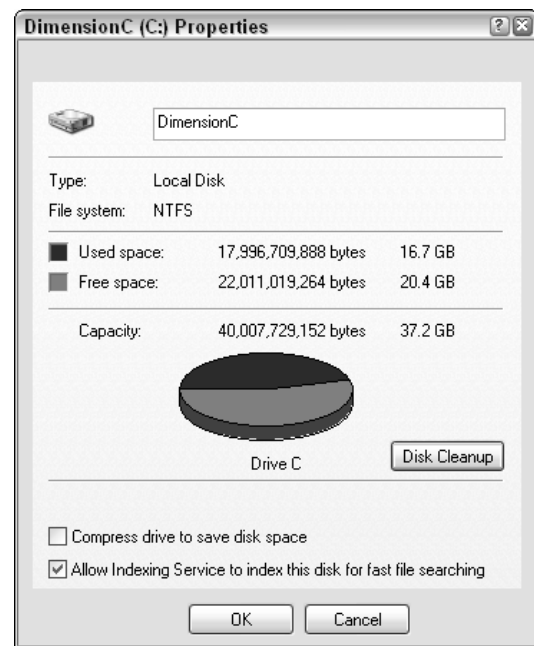 DimensionC (C:) Properties
DimensionC
Type: Local Disk
File system: NTFS
Used space: 17,996,709,888 bytes 16.7 GB
Free space: 22,011,019,264 bytes 20.4 GB
Capacity: 40,007,729,152 bytes 37.2 GB
Drive C
Disk Cleanup
Compress drive to save disk space
Allow Indexing Service to index this disk for fast file searching
OK Cancel